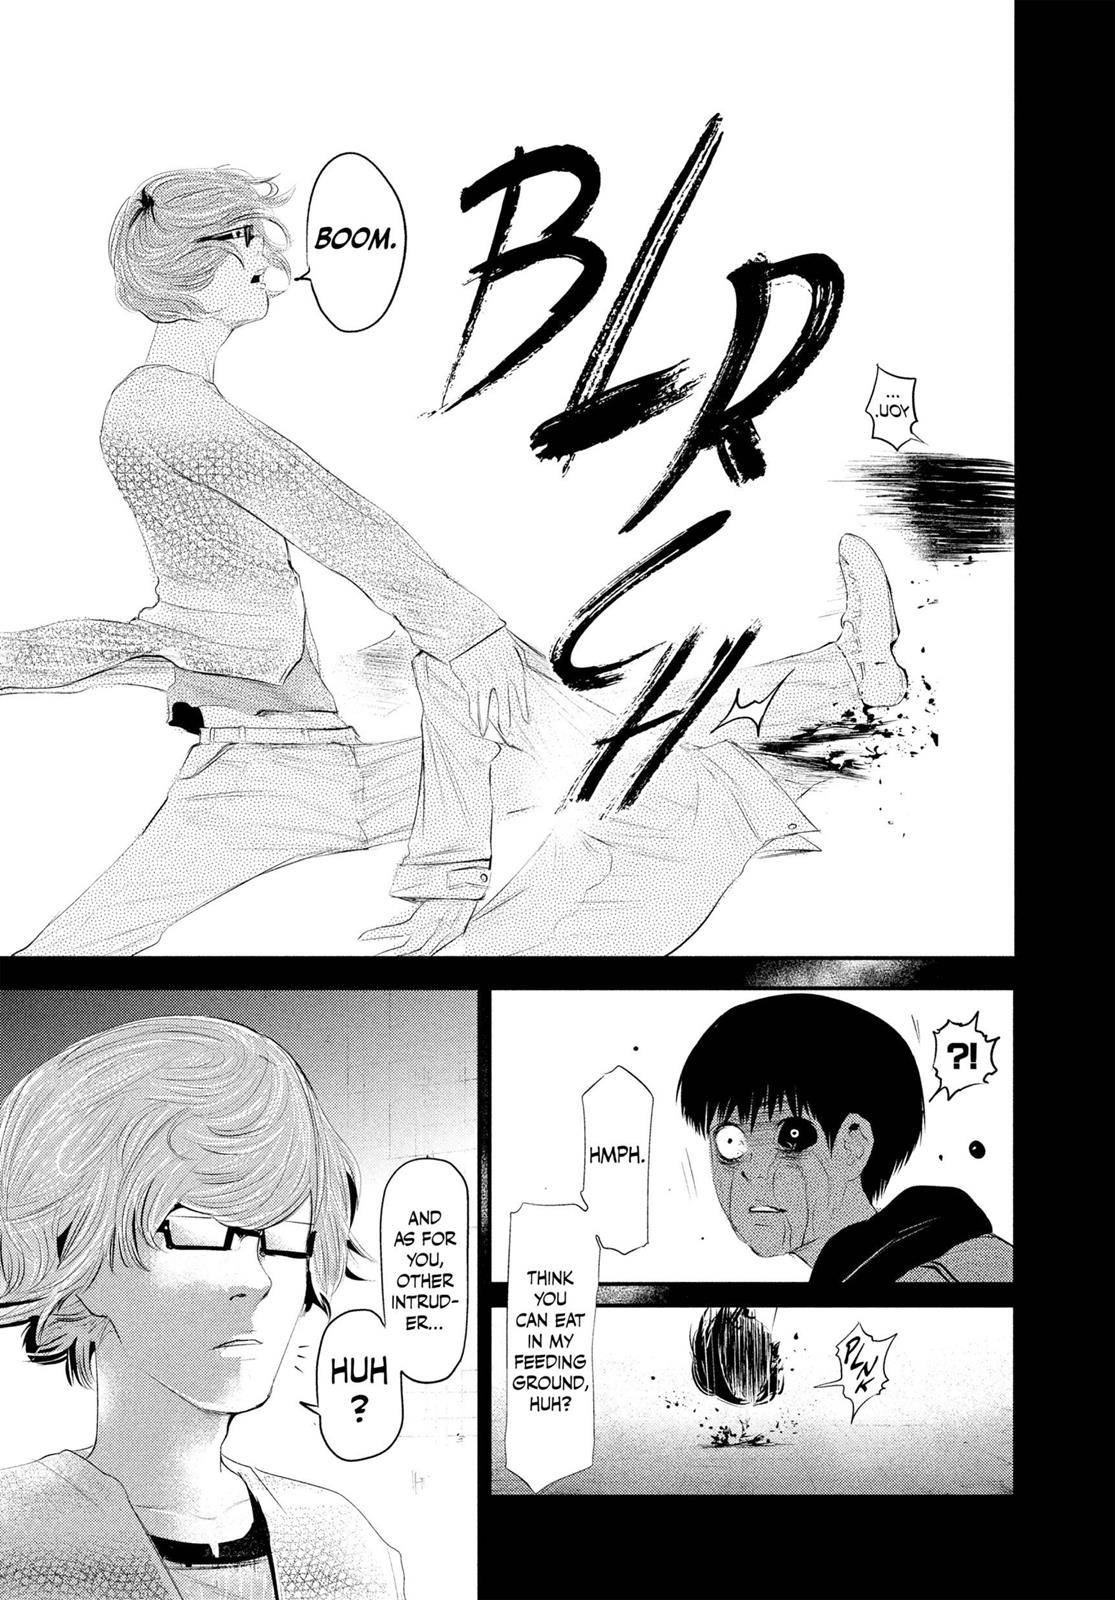 ...
YOU.
BLRCH
BOOM.
?!
HMPH.
THINK
YOU
CAN EAT
IN MY
FEEDING
GROUND,
HUH?
PLNK
AND
AS FOR
YOU,
OTHER
INTRUD-
ER...
HUH
?